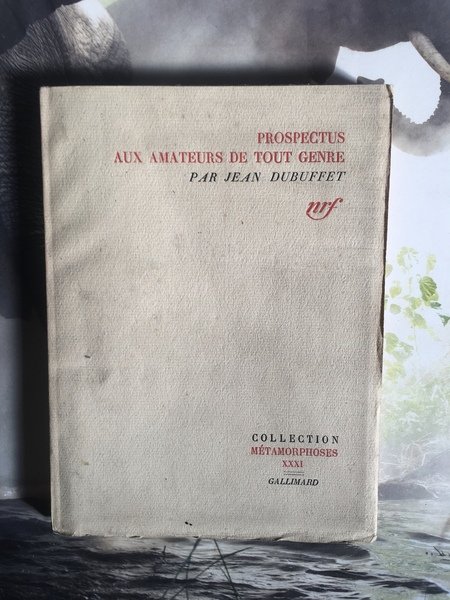 PROSPECTUS
AUX AMATEURS DE TOUT GENRE
PAR JEAN DUBUFFET
nrf
COLLECTION
MÉTAMORPHOSES
XXXI
GALLIMARD